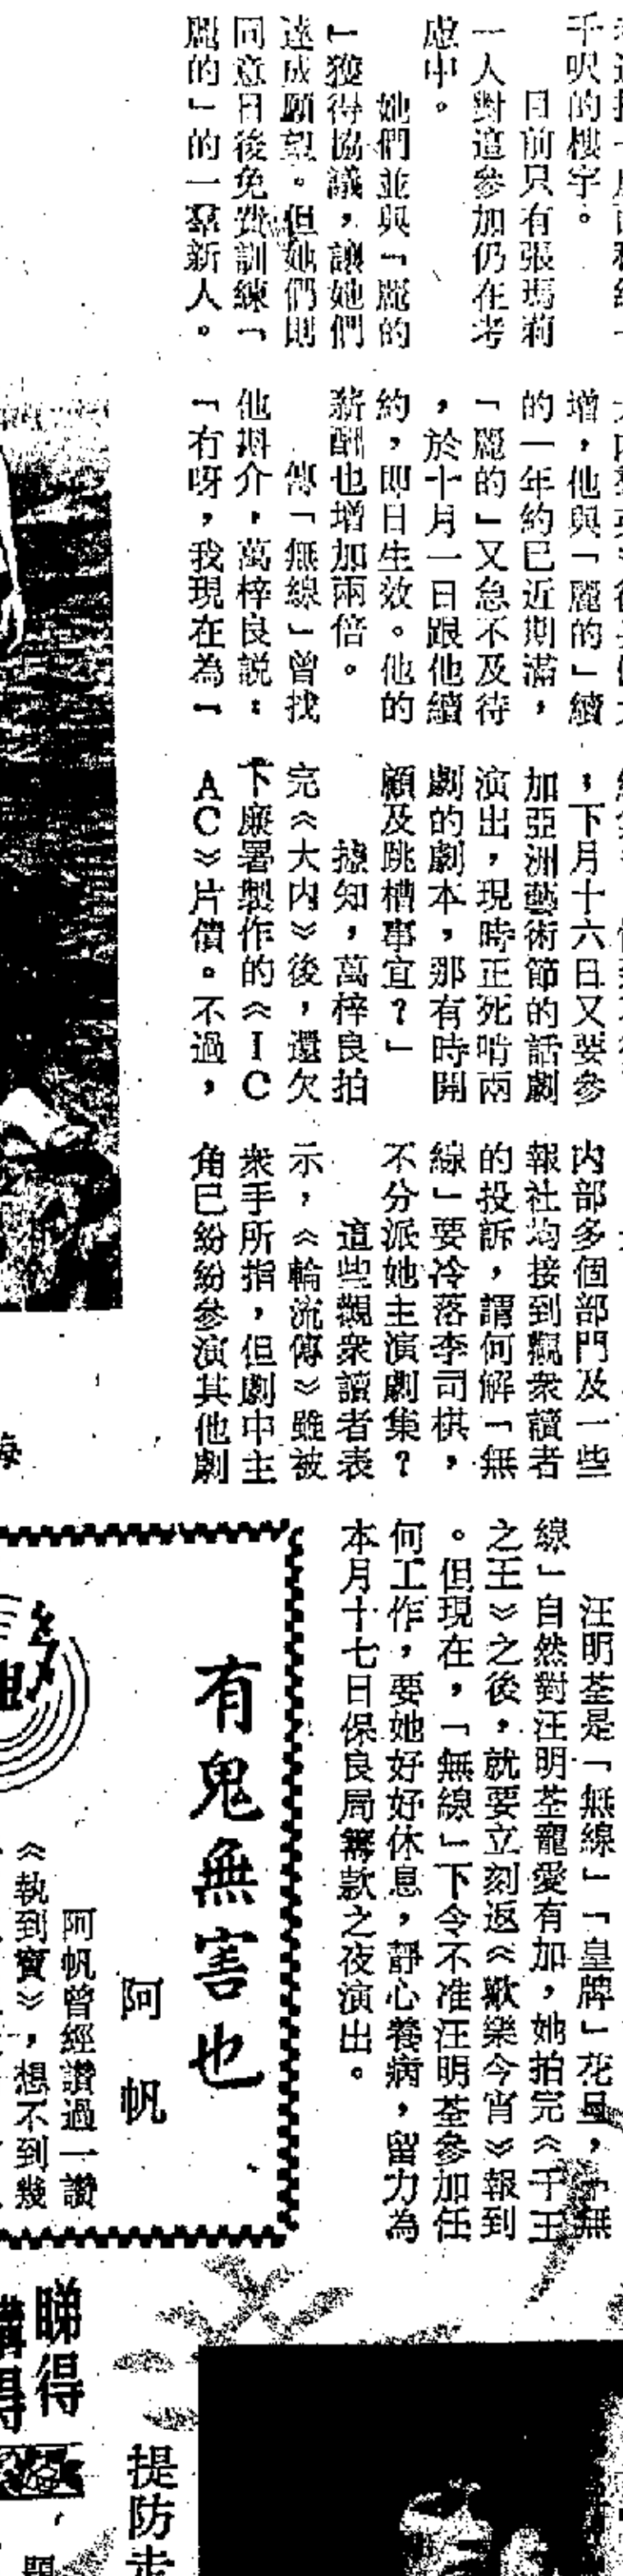 千呎的樓宇。
目前只有張瑪莉
一人對這參加仍在考
慮中。
她們並與「麗的
」獲得協議，讓她們
達成願望。但她們則
同意日後免費訓練「
麗的」的一羣新人。
增，他與「麗的」續
的一年約已近期滿，
「麗的」又急不及待
，於十月一日跟他續
約，即日生效。他的
薪酬也增加兩倍。
傳「無線」曾找
他斟介，萬梓良說：
「有呀，我現在為「
，下月十六日又要參
加亞洲藝術節的話劇
演出，現時正死啃兩
劇的劇本，那有時開
顧及跳槽事宜？」
據知，萬梓良拍
完《大內》後，還欠
下廉署製作的《IC
AC》片債。不過，
內部多個部門及一些
報社均接到觀衆讀者
的投訴，謂何解「無
線」要冷落李司棋，
不分派她主演劇集？
這些觀衆讀者表
示，《輪流傳》雖被
衆手所指，但劇中主
角已紛紛參演其他劇
汪明荃是「無線」「皇牌」花旦，「無
線」自然對汪明荃寵愛有加，她拍完《千王
之王》之後，就要立刻返《歡樂今宵》報到
。但現在，「無線」下令不准汪明荃參加任
何工作，要她好好休息，靜心養病，留力為
本月十七日保良局籌款之夜演出。
有鬼無害也
阿帆
阿帆曾經讚過一讚
《執到寶》，想不到幾
睇得
講得
提防走